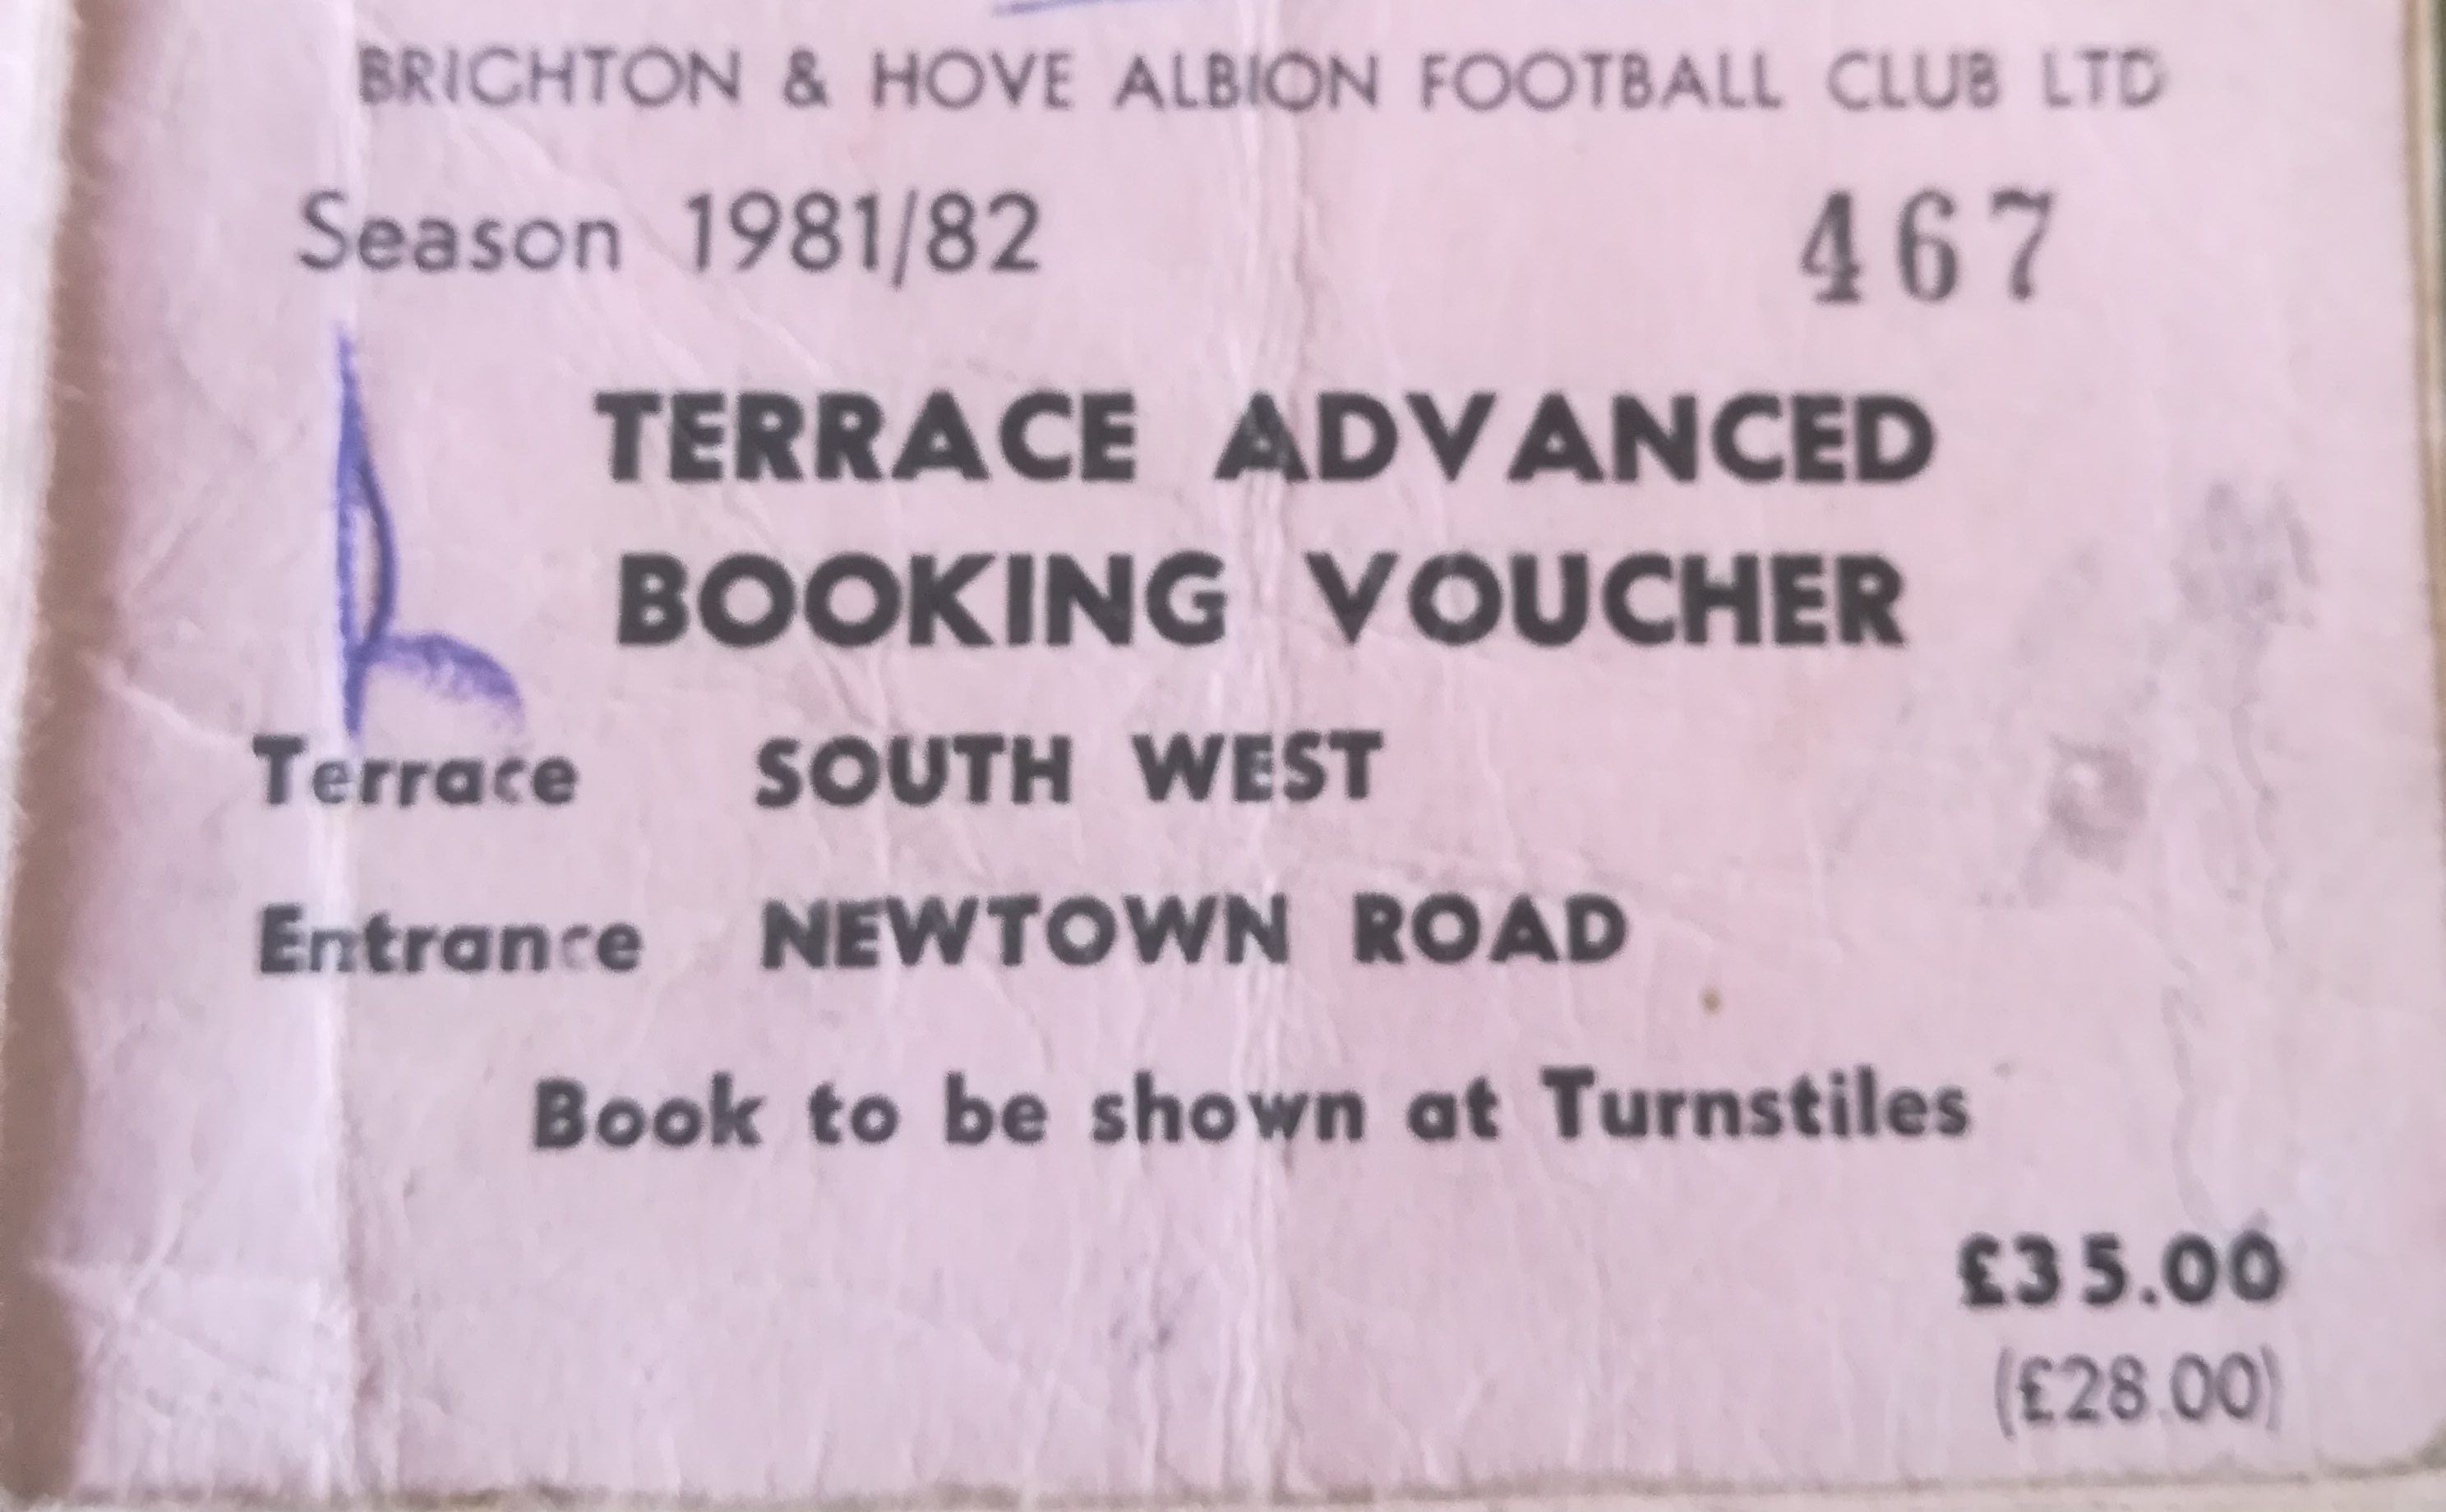 BRIGHTON & HOVE ALBION FOOTBALL CLUB LTD
Season 1981/82 467
TERRACE ADVANCED
BOOKING VOUCHER
Terrace SOUTH WEST
Entrance NEWTOWN ROAD
Book to be shown at Turnstiles
£35.00
(£28.00)